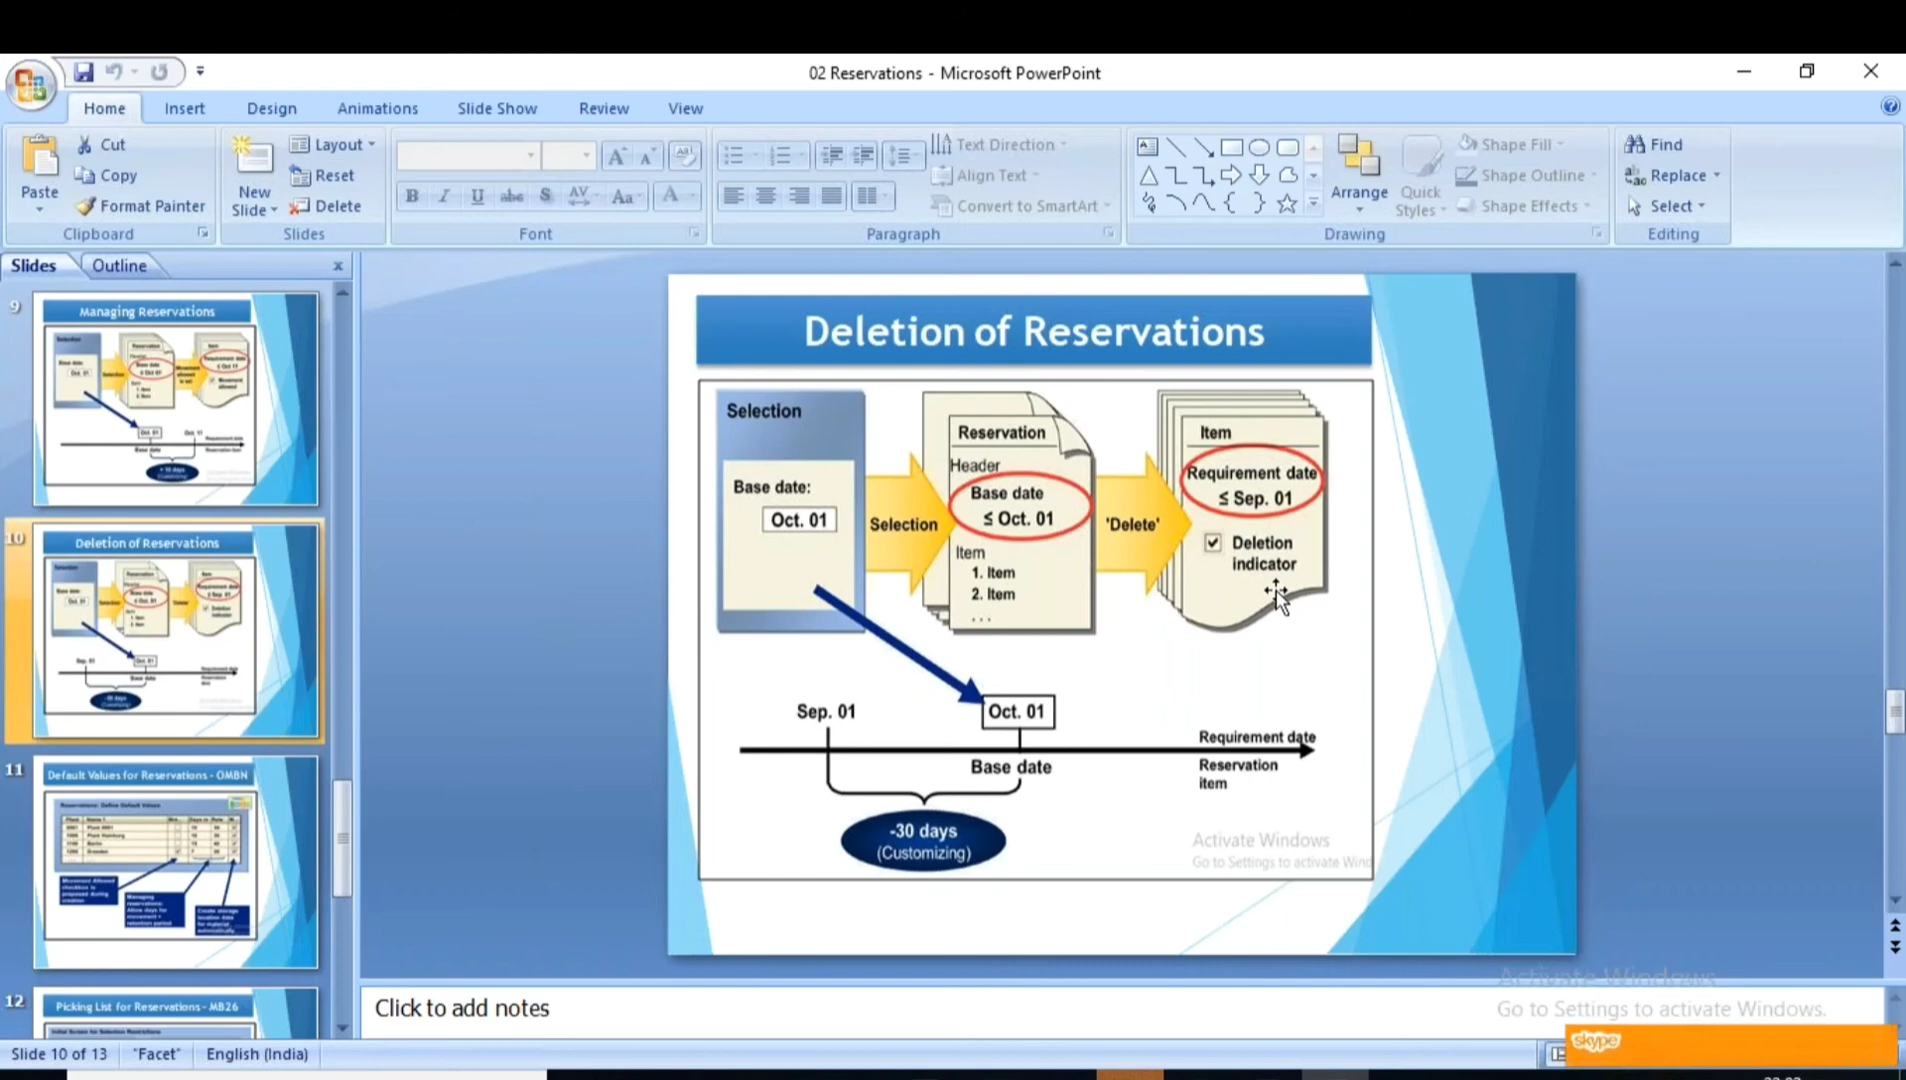 02 Reservations - Microsoft PowerPoint
Home Insert Design Animations Slide Show Review View
Cut
Copy
Format Painter
Paste
Clipboard
New
Slide
Layout
Reset
Delete
Slides
Font
Text Direction
Align Text
Convert to SmartArt
Paragraph
Arrange
Quick
Styles
Shape Fill
Shape Outline
Shape Effects
Drawing
Find
Replace
Select
Editing
Slides Outline
9
Managing Reservations
10
Deletion of Reservations
11
Default Values for Reservations - OMBN
12
Picking List for Reservations - MB26
Deletion of Reservations
Selection
Base date:
Oct. 01
Selection
Reservation
Header
Base date
≤ Oct. 01
Item
1. Item
2. Item
. . .
'Delete'
Item
Requirement date
≤ Sep. 01
Deletion
indicator
Sep. 01
Oct. 01
Base date
Requirement date
Reservation
item
-30 days
(Customizing)
Activate Windows
Go to Settings to activate Wind
Click to add notes
Activate Windows
Go to Settings to activate Windows.
skype
Slide 10 of 13 "Facet" English (India)